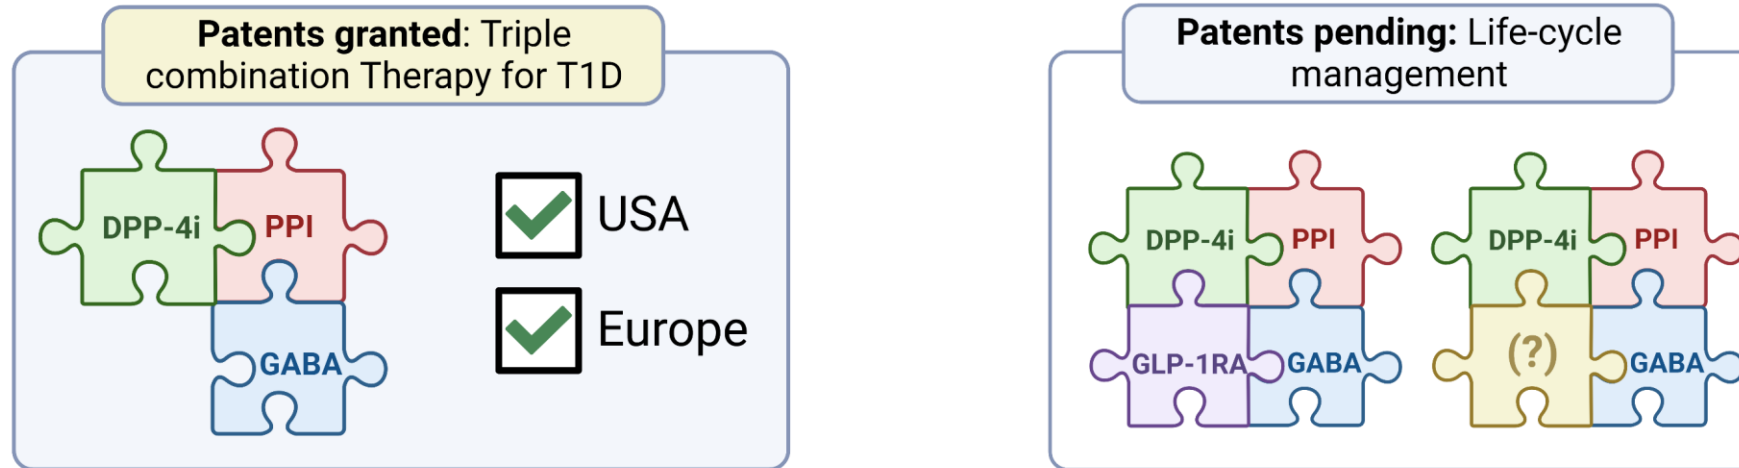 Patents granted: Triple
combination Therapy for T1D
DPP-4i
PPI
GABA
USA
Europe
Patents pending: Life-cycle
management
DPP-4i
PPI
GLP-1RA
GABA
DPP-4i
PPI
(?)
GABA